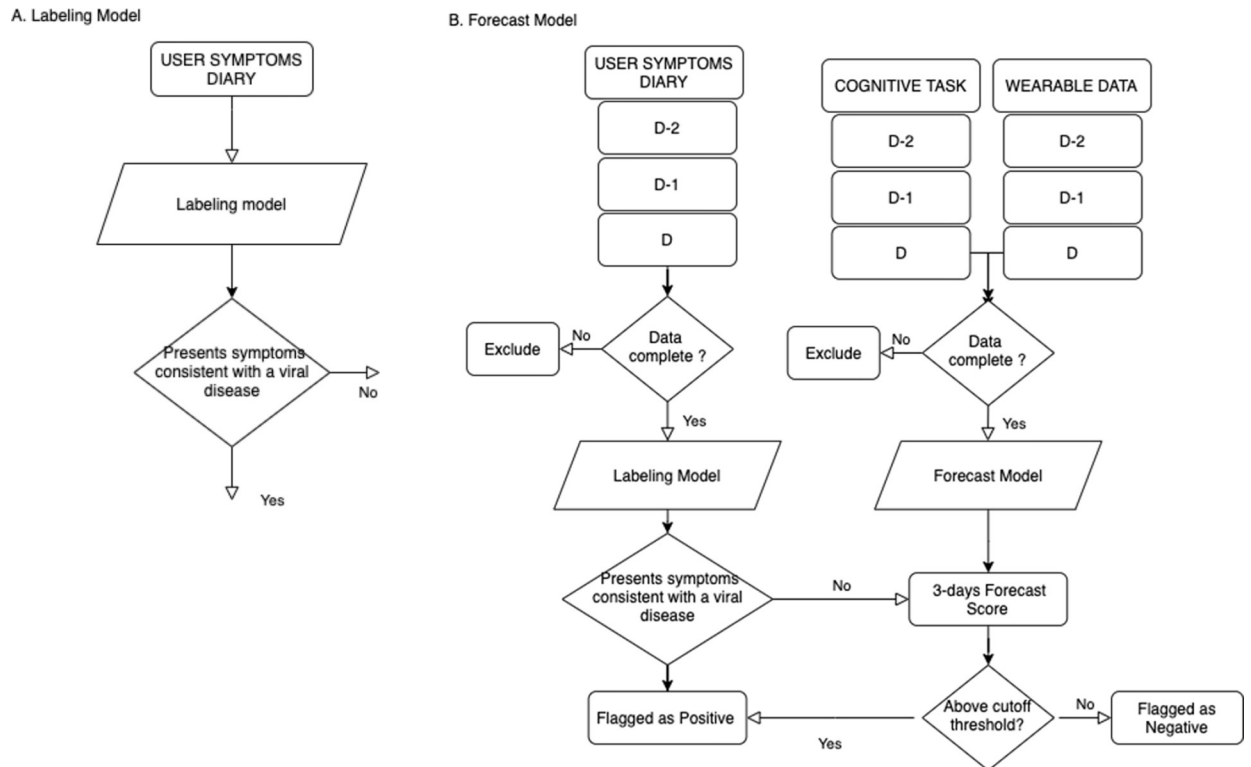 A. Labeling Model
USER SYMPTOMS
DIARY
Labeling model
Presents symptoms
consistent with a viral
disease
No
Yes
B. Forecast Model
USER SYMPTOMS
DIARY
D-2
D-1
D
COGNITIVE TASK
D-2
D-1
D
WEARABLE DATA
D-2
D-1
D
Data
complete ?
No
Exclude
Yes
Labeling Model
Presents symptoms
consistent with a viral
disease
No
Flagged as Positive
Data
complete ?
No
Exclude
Yes
Forecast Model
3-days Forecast
Score
Above cutoff
threshold?
Yes
No
Flagged as
Negative